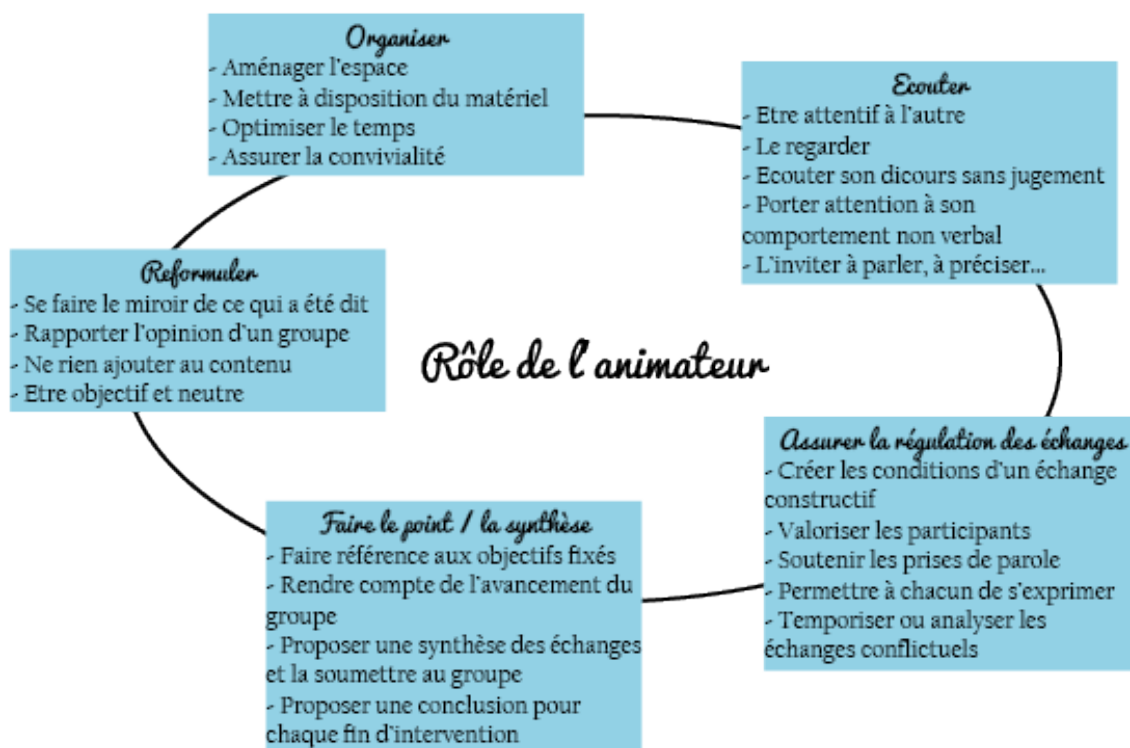 Organiser
- Aménager l'espace
- Mettre à disposition du matériel
- Optimiser le temps
- Assurer la convivialité
Ecouter
- Etre attentif à l'autre
- Le regarder
- Ecouter son dicours sans jugement
- Porter attention à son
comportement non verbal
- L'inviter à parler, à préciser...
Reformuler
- Se faire le miroir de ce qui a été dit
- Rapporter l'opinion d'un groupe
- Ne rien ajouter au contenu
- Etre objectif et neutre
Rôle de l'animateur
Assurer la régulation des échanges
- Créer les conditions d'un échange
constructif
- Valoriser les participants
- Soutenir les prises de parole
- Permettre à chacun de s'exprimer
- Temporiser ou analyser les
échanges conflictuels
Faire le point / la synthèse
- Faire référence aux objectifs fixés
- Rendre compte de l'avancement du
groupe
- Proposer une synthèse des échanges
et la soumettre au groupe
- Proposer une conclusion pour
chaque fin d'intervention